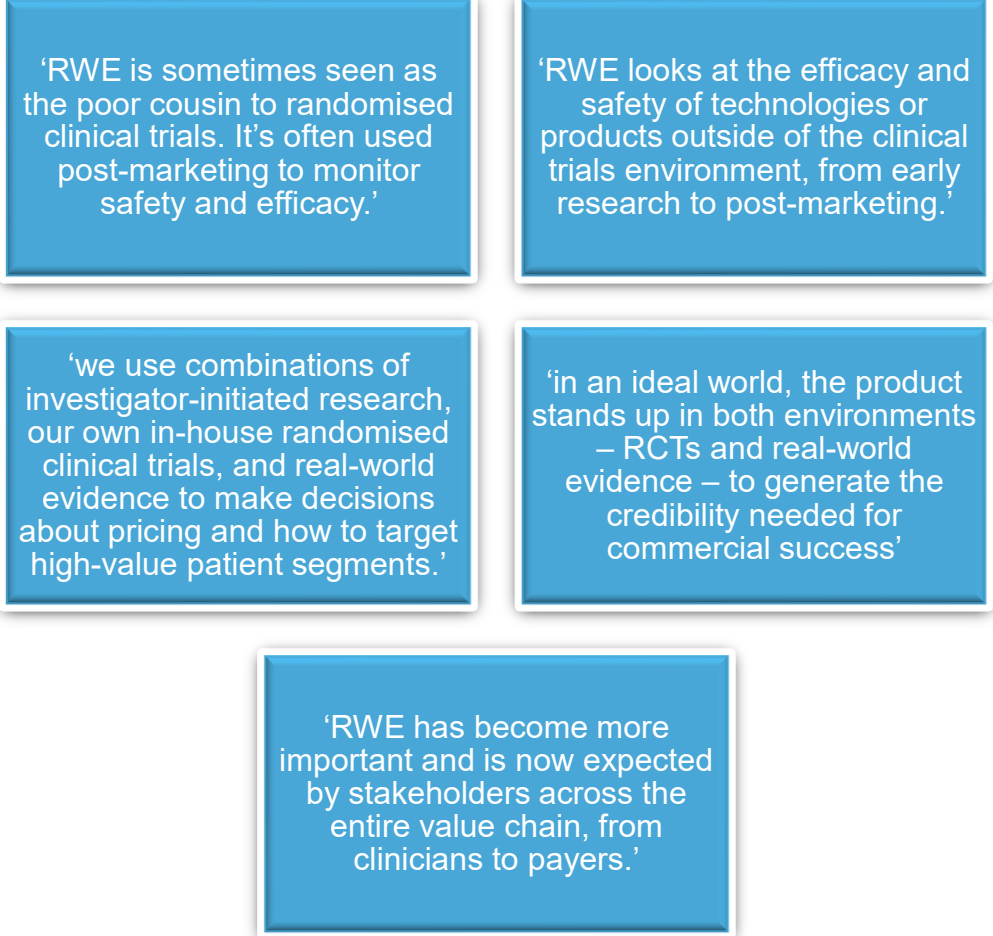 ‘RWE is sometimes seen as
the poor cousin to randomised
clinical trials. It’s often used
post-marketing to monitor
safety and efficacy.’
‘RWE looks at the efficacy and
safety of technologies or
products outside of the clinical
trials environment, from early
research to post-marketing.’
‘we use combinations of
investigator-initiated research,
our own in-house randomised
clinical trials, and real-world
evidence to make decisions
about pricing and how to target
high-value patient segments.’
‘in an ideal world, the product
stands up in both environments
– RCTs and real-world
evidence – to generate the
credibility needed for
commercial success’
‘RWE has become more
important and is now expected
by stakeholders across the
entire value chain, from
clinicians to payers.’